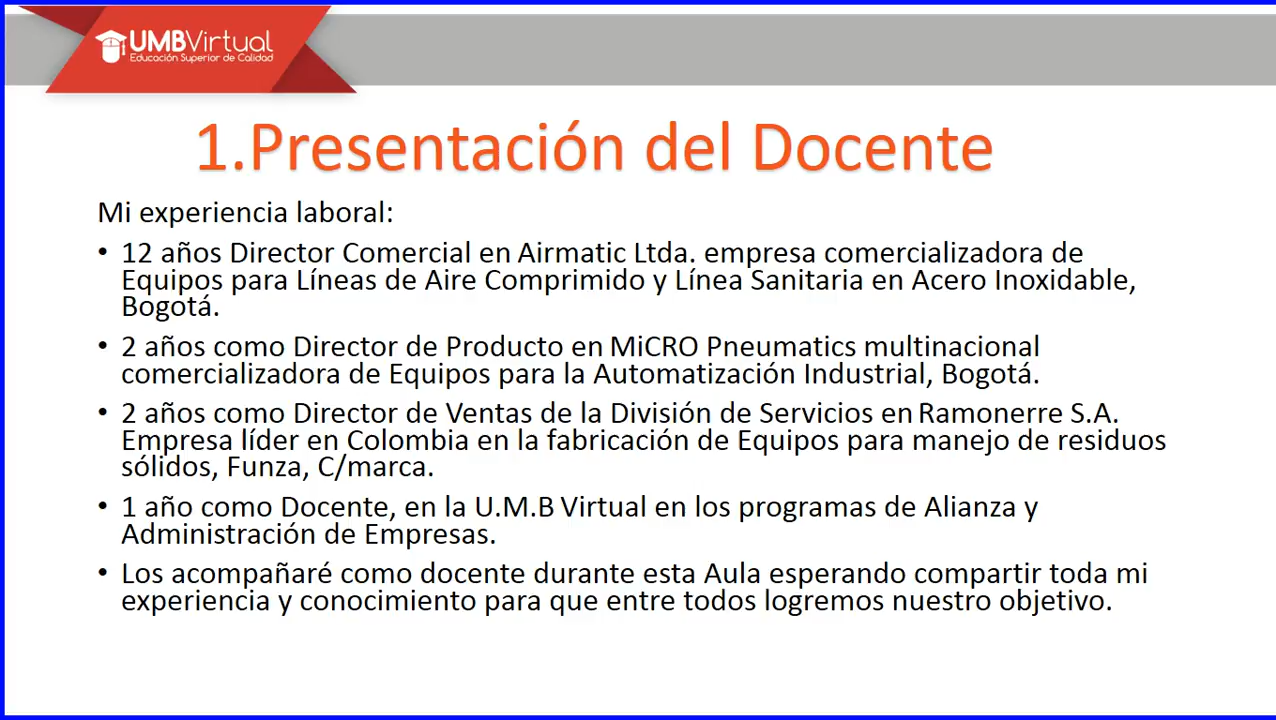 UMBVirtual
Educación Superior de Calidad
1.Presentación del Docente
Mi experiencia laboral:
• 12 años Director Comercial en Airmatic Ltda. empresa comercializadora de
Equipos para Líneas de Aire Comprimido y Línea Sanitaria en Acero Inoxidable,
Bogotá.
• 2 años como Director de Producto en MiCRO Pneumatics multinacional
comercializadora de Equipos para la Automatización Industrial, Bogotá.
• 2 años como Director de Ventas de la División de Servicios en Ramonerre S.A.
Empresa líder en Colombia en la fabricación de Equipos para manejo de residuos
sólidos, Funza, C/marca.
• 1 año como Docente, en la U.M.B Virtual en los programas de Alianza y
Administración de Empresas.
• Los acompañaré como docente durante esta Aula esperando compartir toda mi
experiencia y conocimiento para que entre todos logremos nuestro objetivo.